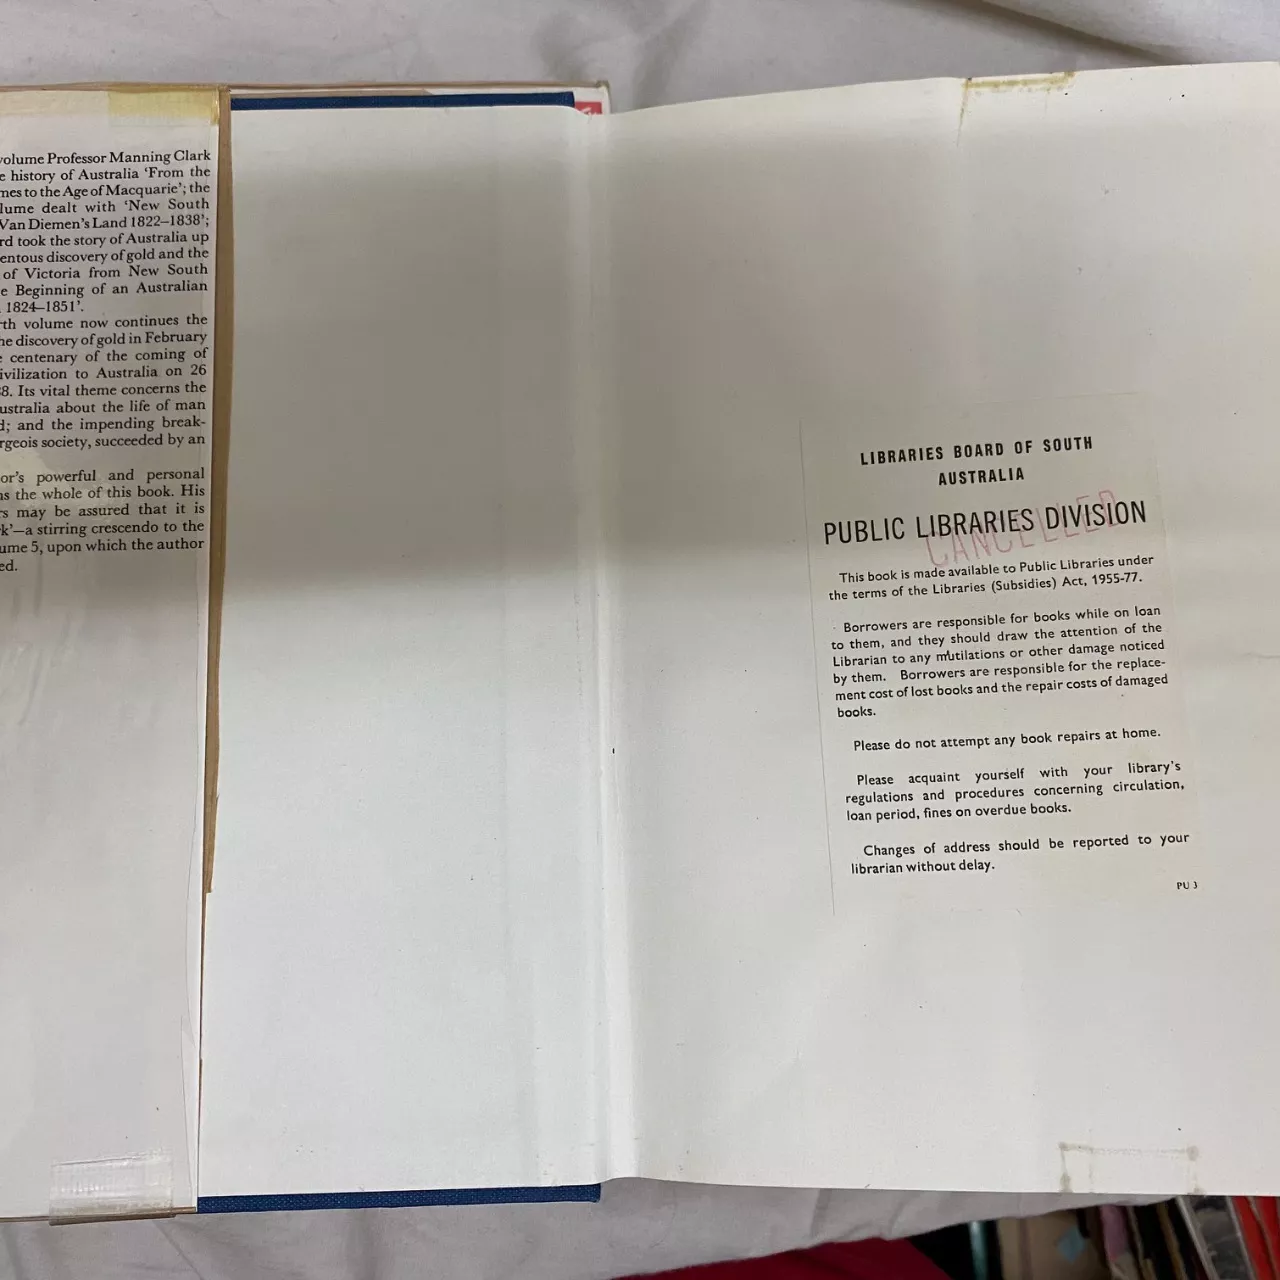 volume Professor Manning Clark
e history of Australia ‘From the
mes to the Age of Macquarie’; the
lume dealt with ‘New South
Van Diemen’s Land 1822–1838’;
rd took the story of Australia up
entous discovery of gold and the
of Victoria from New South
e Beginning of an Australian
1824–1851’.
rth volume now continues the
he discovery of gold in February
e centenary of the coming of
ivilization to Australia on 26
8. Its vital theme concerns the
ustralia about the life of man
d; and the impending break-
rgeois society, succeeded by an
or’s powerful and personal
ns the whole of this book. His
rs may be assured that it is
k’—a stirring crescendo to the
ume 5, upon which the author
ed.
LIBRARIES BOARD OF SOUTH
AUSTRALIA
PUBLIC LIBRARIES DIVISION
CANCELLED
This book is made available to Public Libraries under
the terms of the Libraries (Subsidies) Act, 1955-77.
Borrowers are responsible for books while on loan
to them, and they should draw the attention of the
Librarian to any mutilations or other damage noticed
by them. Borrowers are responsible for the replace-
ment cost of lost books and the repair costs of damaged
books.
Please do not attempt any book repairs at home.
Please acquaint yourself with your library's
regulations and procedures concerning circulation,
loan period, fines on overdue books.
Changes of address should be reported to your
librarian without delay.
PU 3